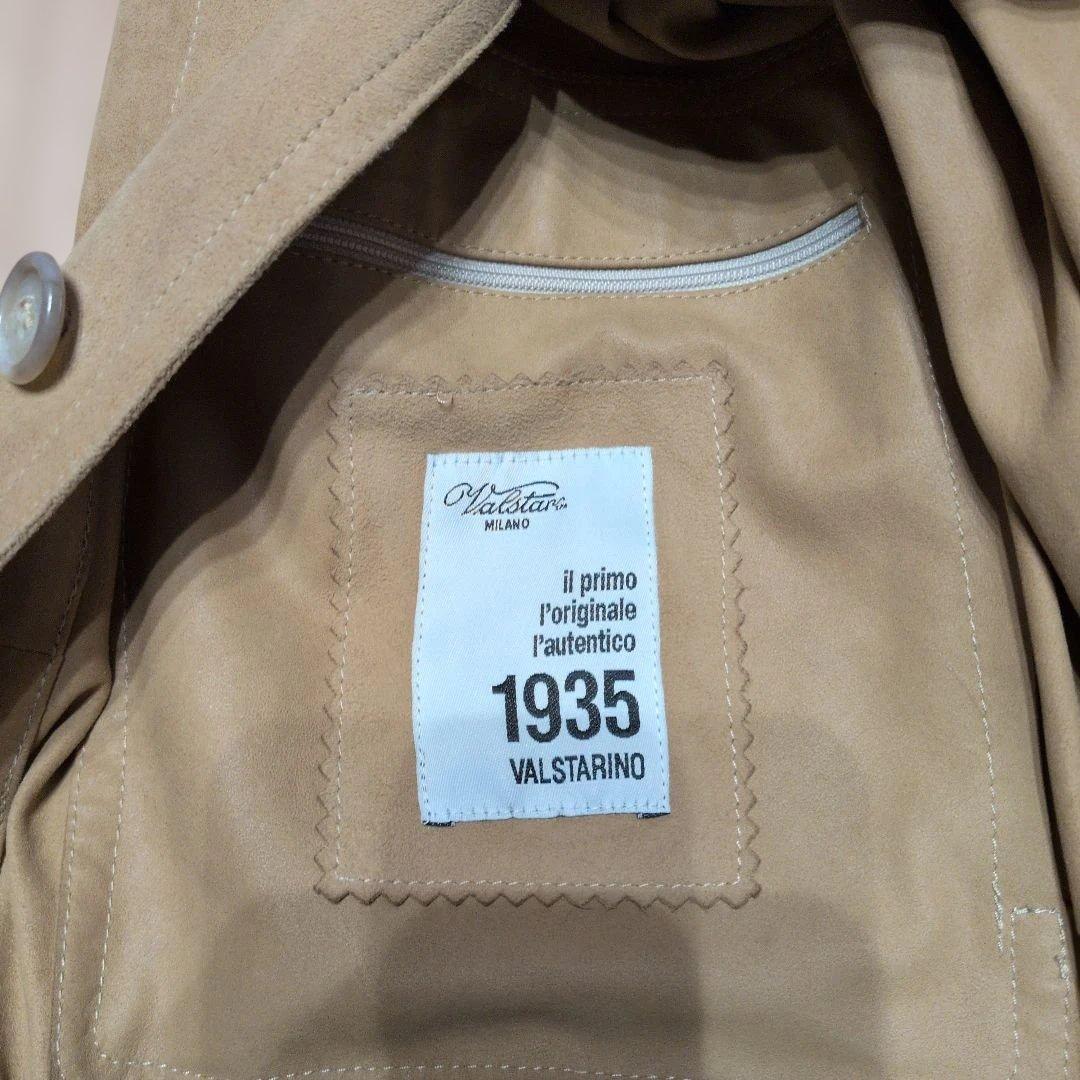 Valstar
MILANO
il primo
l'originale
l'autentico
1935
VALSTARINO